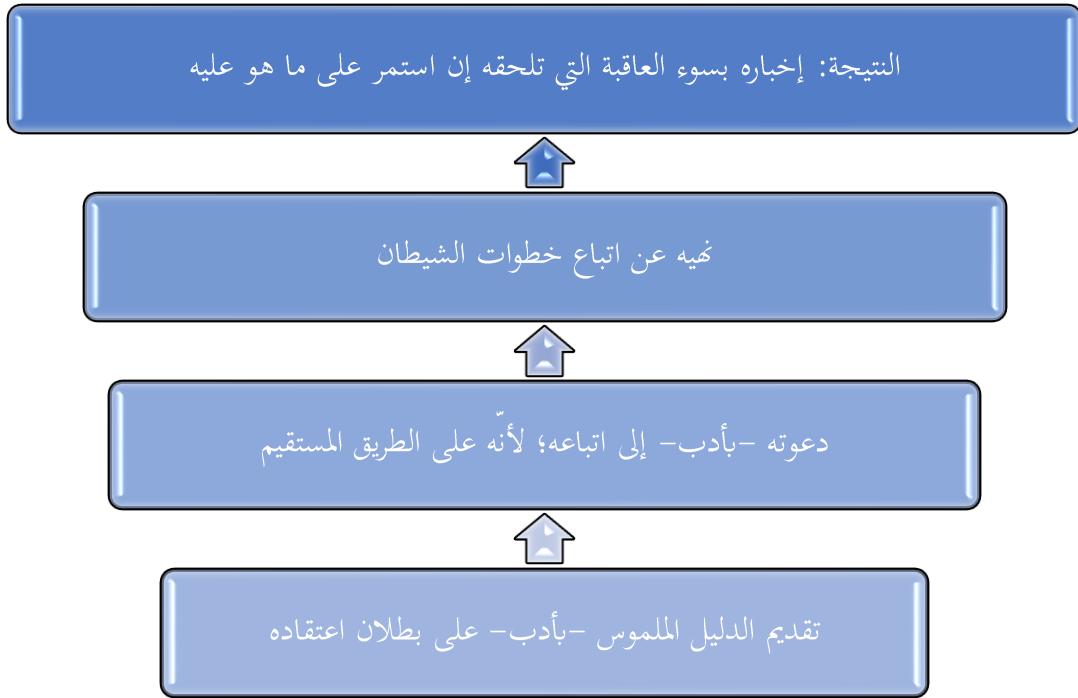 النتيجة: إخباره بسوء العاقبة التي تلحقه إن استمر على ما هو عليه
نهيه عن اتباع خطوات الشيطان
دعوته –بأدب– إلى اتباعه؛ لأنّه على الطريق المستقيم
تقديم الدليل الملموس –بأدب– على بطلان اعتقاده